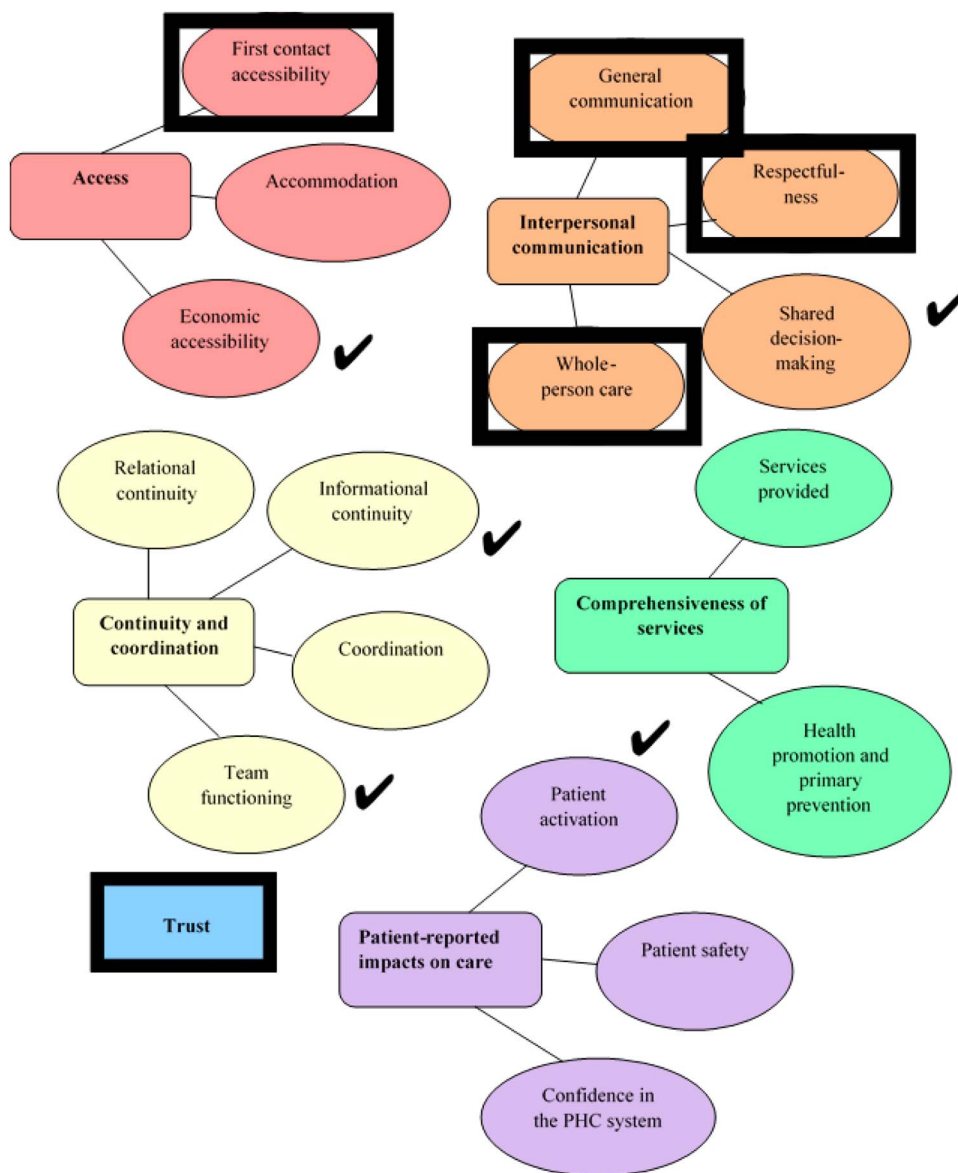 First contact
accessibility
Access
Accommodation
Economic
accessibility
General
communication
Respectful-
ness
Interpersonal
communication
Shared
decision-
making
Whole-
person care
Relational
continuity
Informational
continuity
Continuity and
coordination
Coordination
Team
functioning
Services
provided
Comprehensiveness of
services
Health
promotion and
primary
prevention
Trust
Patient
activation
Patient-reported
impacts on care
Patient safety
Confidence in
the PHC system